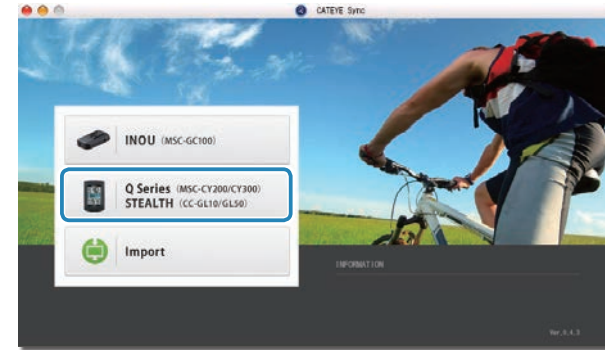 CATEYE Sync
INOU (MSC-GC100)
Q Series (MSC-CY200/CY300)
STEALTH (CC-GL10/GL50)
Import
INFORMATION